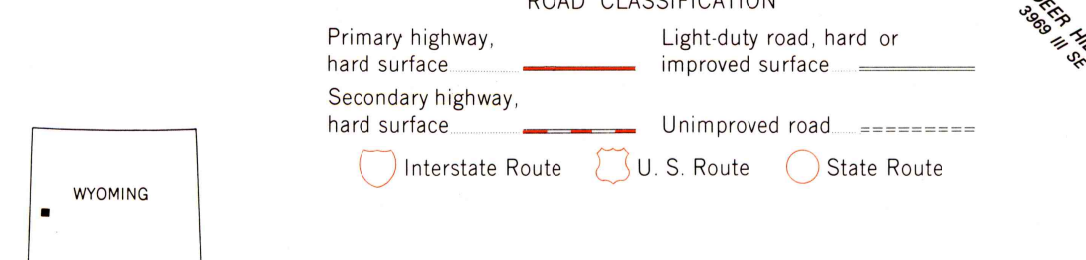 ROAD CLASSIFICATION
Primary highway,
hard surface
Light-duty road, hard or
improved surface
Secondary highway,
hard surface
Unimproved road
Interstate Route
U. S. Route
State Route
WYOMING
DEER
3969 III SE